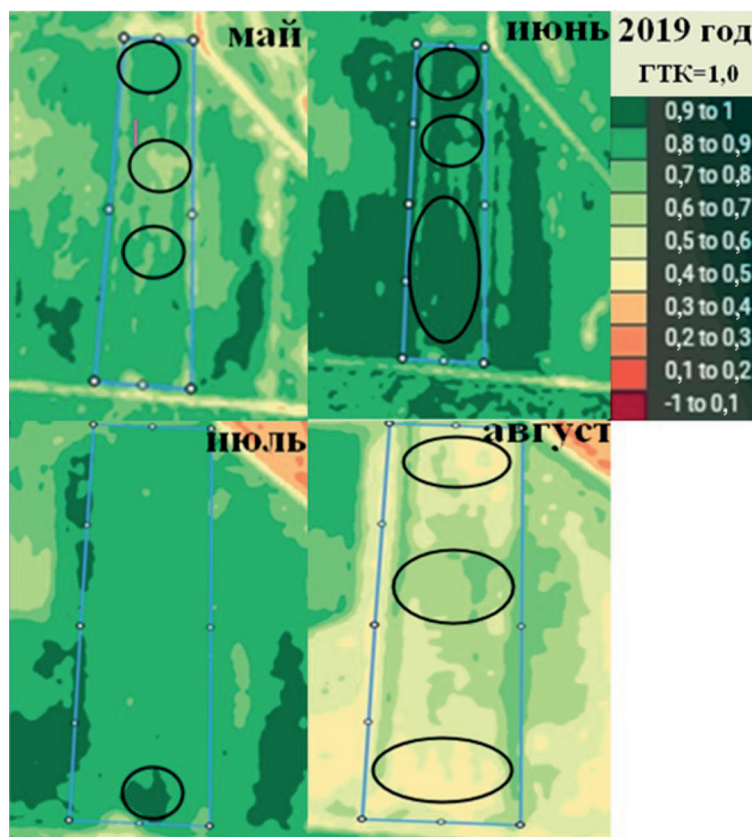 май
июнь
2019 год
ГТК=1,0
0,9 to 1
0,8 to 0,9
0,7 to 0,8
0,6 to 0,7
0,5 to 0,6
0,4 to 0,5
0,3 to 0,4
0,2 to 0,3
0,1 to 0,2
-1 to 0,1
июль
август